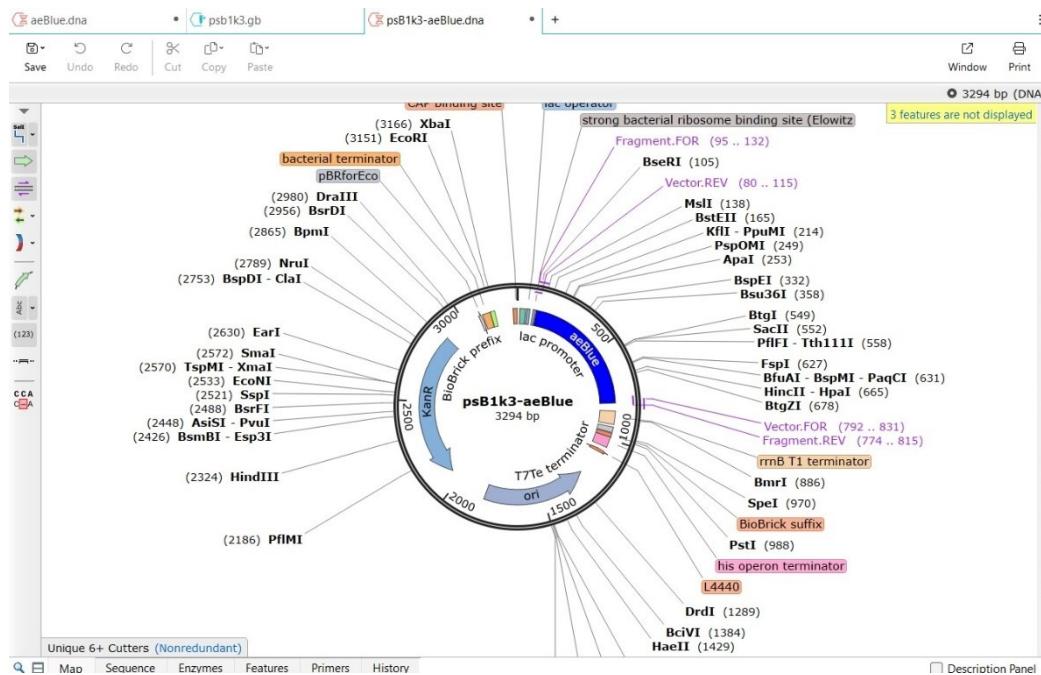 aeBlue.dna
psb1k3.gb
psB1k3-aeBlue.dna
Save
Undo
Redo
Cut
Copy
Paste
Window
Print
3294 bp (DNA
3 features are not displayed
CAP binding site
lac operator
(3166) XbaI
(3151) EcoRI
bacterial terminator
pBRforEco
(2980) DraIII
(2956) BsrDI
(2865) BpmI
(2789) NruI
(2753) BspDI - ClaI
(2630) EarI
(2572) SmaI
(2570) TspMI - XmaI
(2533) EcoNI
(2521) SspI
(2488) BsrFI
(2448) AsiSI - PvuI
(2426) BsmBI - Esp3I
(2324) HindIII
(2186) PflMI
strong bacterial ribosome binding site (Elowitz
Fragment.FOR (95 .. 132)
BseRI (105)
Vector.REV (80 .. 115)
MslI (138)
BstEII (165)
KflI - PpuMI (214)
PspOMI (249)
ApaI (253)
BspEI (332)
Bsu36I (358)
BtgI (549)
SacII (552)
PflFI - Tth111I (558)
FspI (627)
BfuAI - BspMI - PaqCI (631)
HincII - HpaI (665)
BtgZI (678)
Vector.FOR (792 .. 831)
Fragment.REV (774 .. 815)
rrnB T1 terminator
BmrI (886)
SpeI (970)
BioBrick suffix
PstI (988)
his operon terminator
L4440
DrdI (1289)
BciVI (1384)
HaeII (1429)
3000
500
2500
1000
2000
1500
BioBrick prefix
lac promoter
aeBlue
KanR
psB1k3-aeBlue
3294 bp
T7Te terminator
ori
Unique 6+ Cutters (Nonredundant)
Map
Sequence
Enzymes
Features
Primers
History
Description Panel